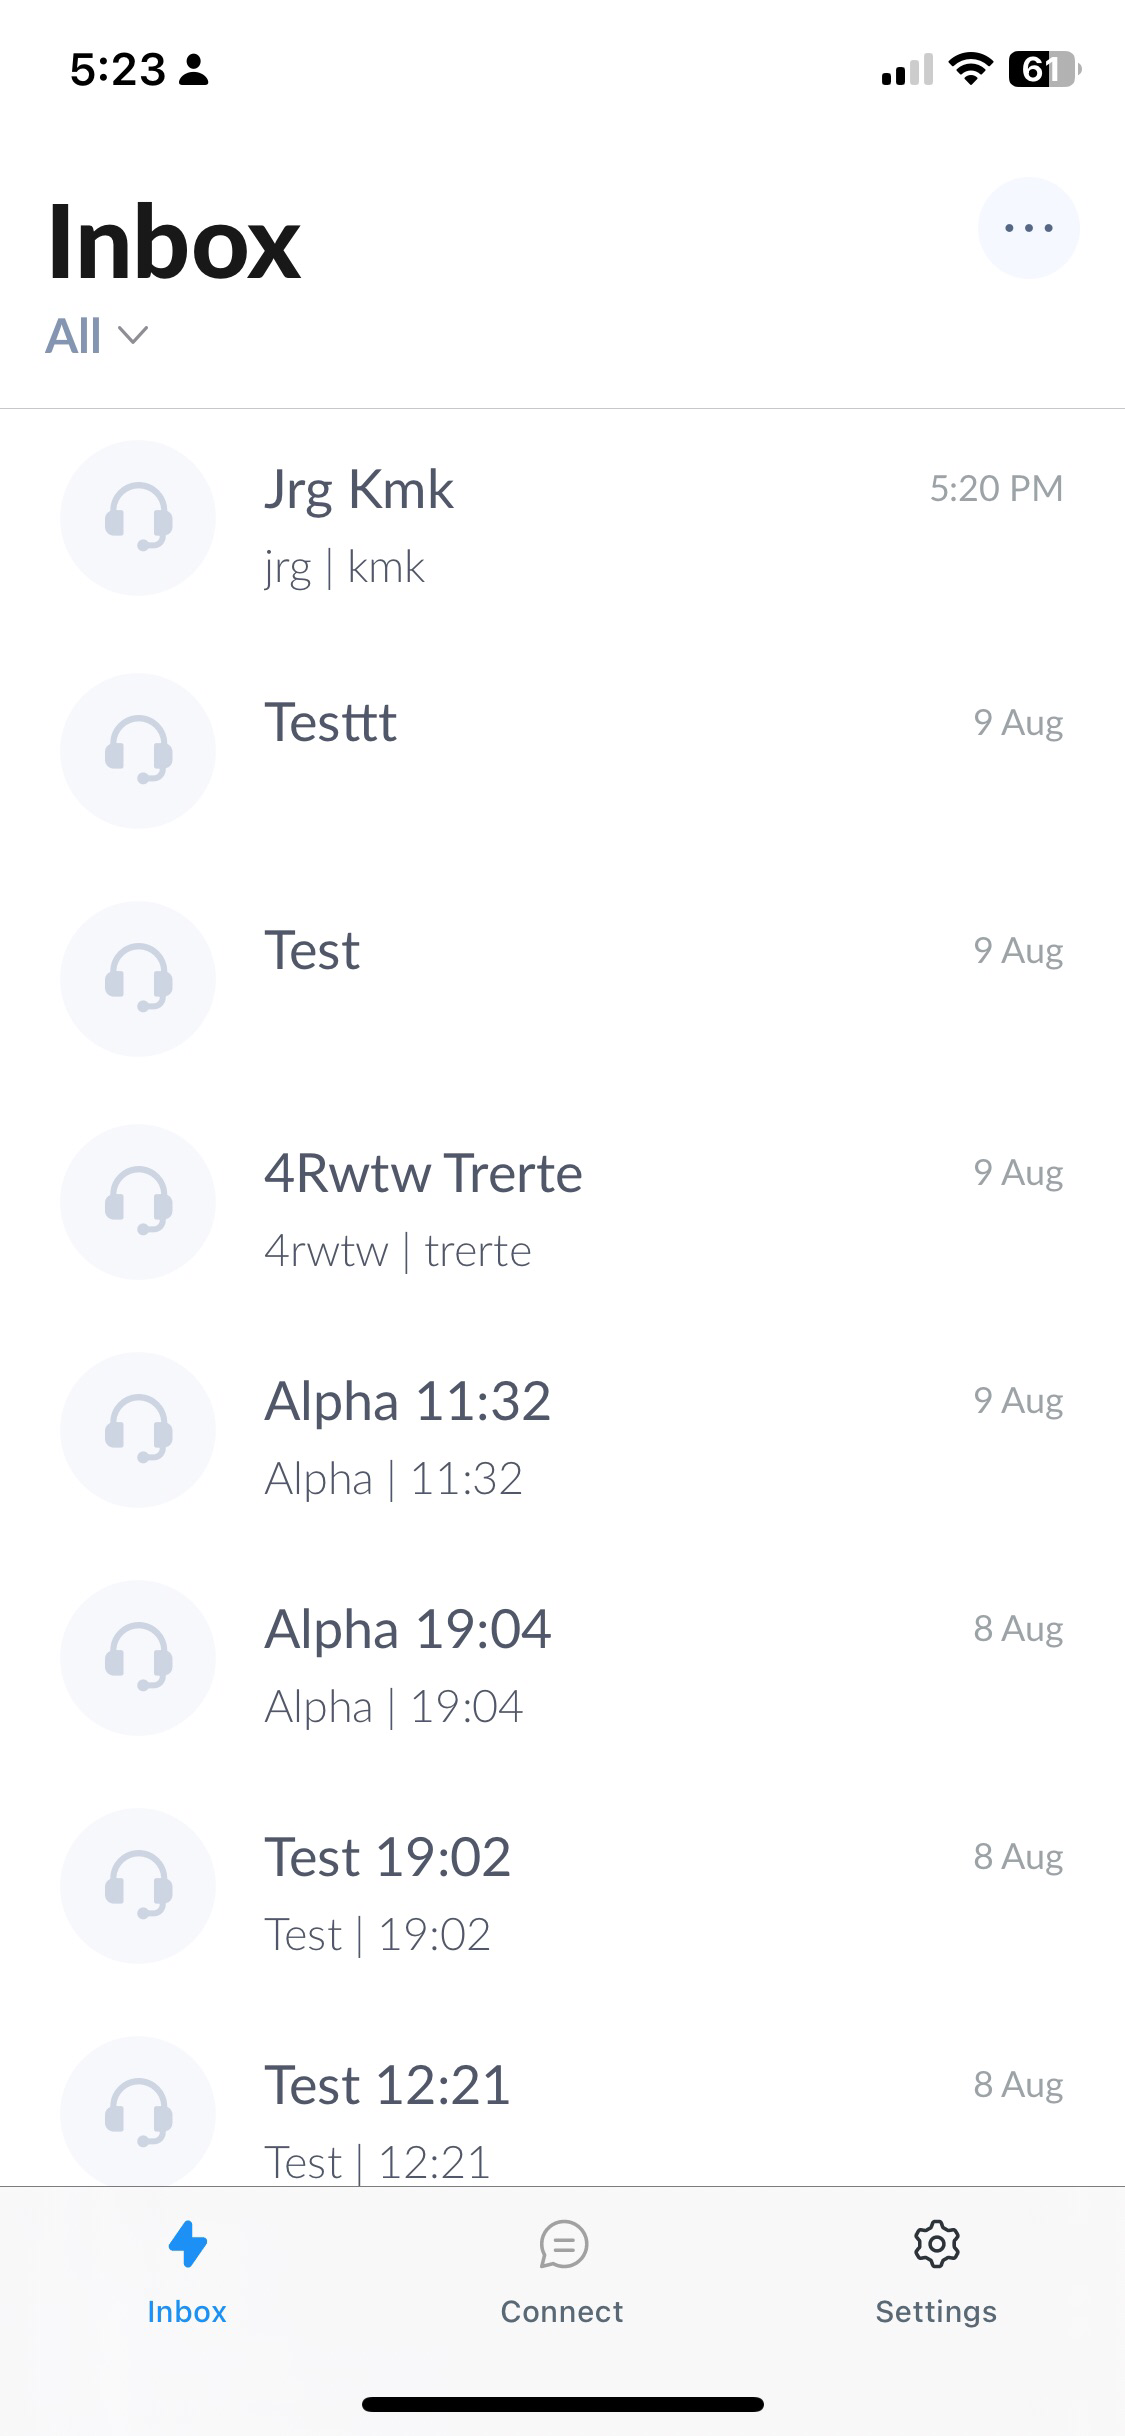 5:23
61
Inbox
All
Jrg Kmk 5:20 PM
jrg | kmk
Testtt 9 Aug
Test 9 Aug
4Rwtw Trerte 9 Aug
4rwtw | trerte
Alpha 11:32 9 Aug
Alpha | 11:32
Alpha 19:04 8 Aug
Alpha | 19:04
Test 19:02 8 Aug
Test | 19:02
Test 12:21 8 Aug
Test | 12:21
Inbox Connect Settings